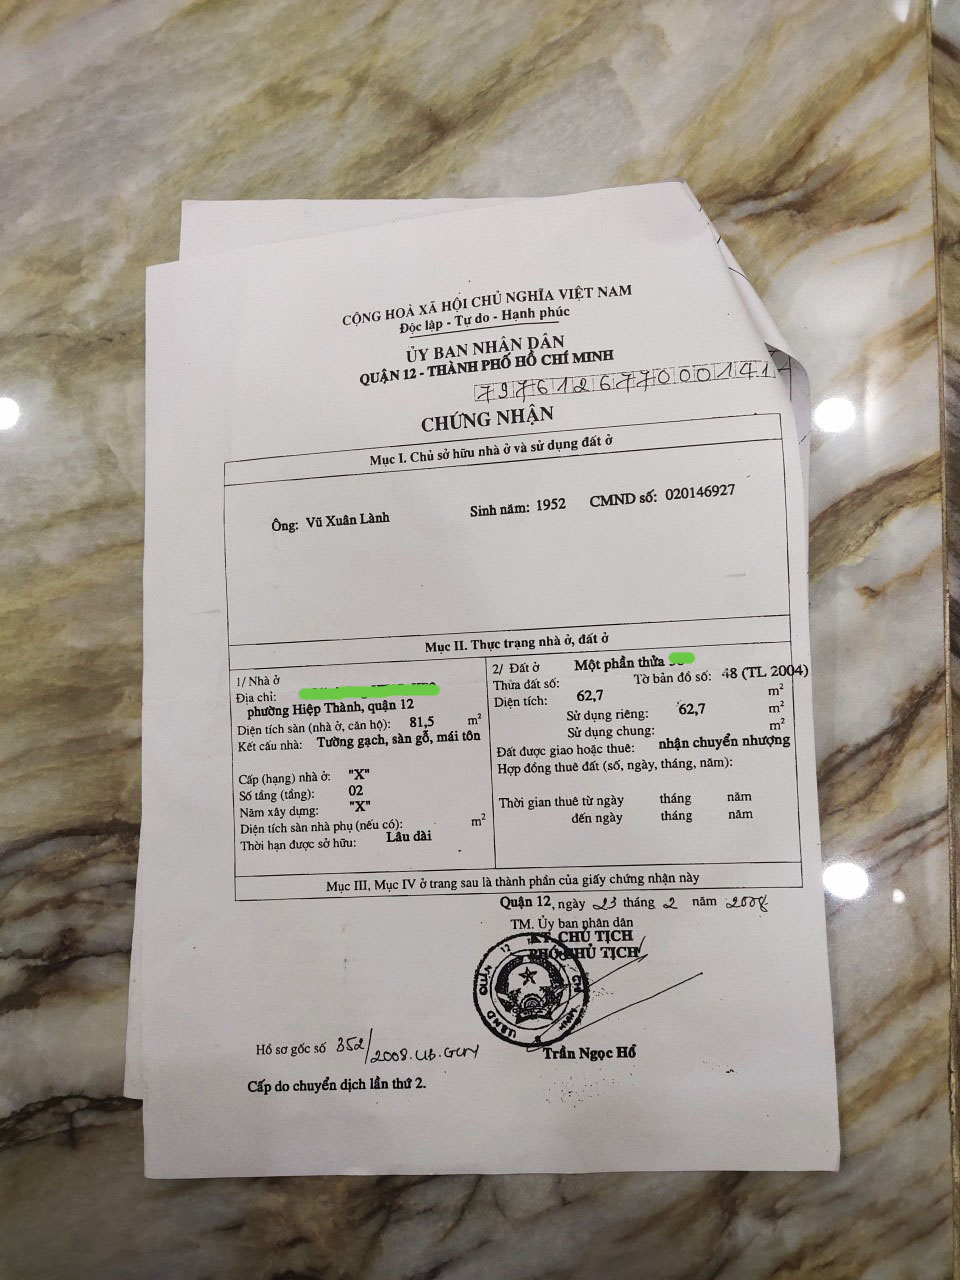 CỘNG HOÀ XÃ HỘI CHỦ NGHĨA VIỆT NAM
Độc lập - Tự do - Hạnh phúc
ỦY BAN NHÂN DÂN
QUẬN 12 - THÀNH PHỐ HỒ CHÍ MINH
797612677000141
CHỨNG NHẬN
Mục I. Chủ sở hữu nhà ở và sử dụng đất ở
Ông: Vũ Xuân Lành Sinh năm: 1952 CMND số: 020146927
Mục II. Thực trạng nhà ở, đất ở
1/ Nhà ở
Địa chỉ:
phường Hiệp Thành, quận 12
Diện tích sàn (nhà ở, căn hộ): 81,5 m²
Kết cấu nhà: Tường gạch, sàn gỗ, mái tôn
Cấp (hạng) nhà ở: "X"
Số tầng (tầng): 02
Năm xây dựng: "X"
Diện tích sàn nhà phụ (nếu có): m²
Thời hạn được sở hữu: Lâu dài
2/ Đất ở Một phần thửa
Thửa đất số: Tờ bản đồ số: 48 (TL 2004)
Diện tích: 62,7 m²
Sử dụng riêng: 62,7 m²
Sử dụng chung: m²
Đất được giao hoặc thuê: nhận chuyển nhượng
Hợp đồng thuê đất (số, ngày, tháng, năm):
Thời gian thuê từ ngày tháng năm
đến ngày tháng năm
Mục III, Mục IV ở trang sau là thành phần của giấy chứng nhận này
Quận 12, ngày 23 tháng 2 năm 2008
TM. Ủy ban nhân dân
KT CHỦ TỊCH
PHÓ CHỦ TỊCH
Trần Ngọc Hổ
Hồ sơ gốc số 352/2008.UB.GCN
Cấp do chuyển dịch lần thứ 2.